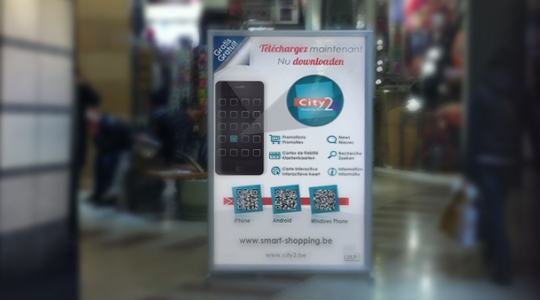 Gratis
Gratuit
Téléchargez maintenant
Nu downloaden
City2
Promotions
Promoties
News
Nieuws
Cartes de fidélité
Klantenkaarten
Recherche
Zoeken
Carte interactive
Interactieve kaart
Information
Informatie
iPhone
Android
Windows Phone
www.smart-shopping.be
www.city2.be